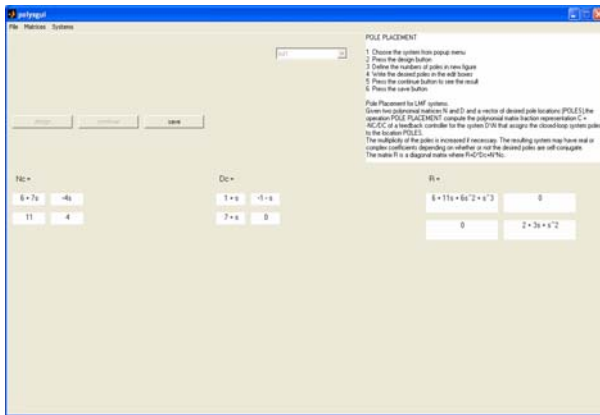 polyxgui
File Matrices Systems
POLE PLACEMENT
1 Choose the system from popup menu
2 Press the design button
3 Define the numbers of poles in new figure
4 Write the desired poles in the edit boxes
5 Press the continue button to see the result
6 Press the save button
Pole Placement for LMF systems.
Given two polynomial matrices N and D and a vector of desired pole locations (POLES),the
operation POLE PLACEMENT compute the polynomial matrix fraction representation C =
NC/DC of a feedback controller for the system D\N that assigns the closed-loop system poles
to the location POLES.
The multiplicity of the poles is increased if necessary. The resulting system may have real or
complex coefficients depending on whether or not the desired poles are self-conjugate.
The matrix R is a diagonal matrix where R=D*Dc+N*Nc.
design continue save
Nc = Dc = R =
6 + 7s -4s 1 + s -1 - s 6 + 11s + 6s^2 + s^3 0
11 4 7 + s 0 0 2 + 3s + s^2